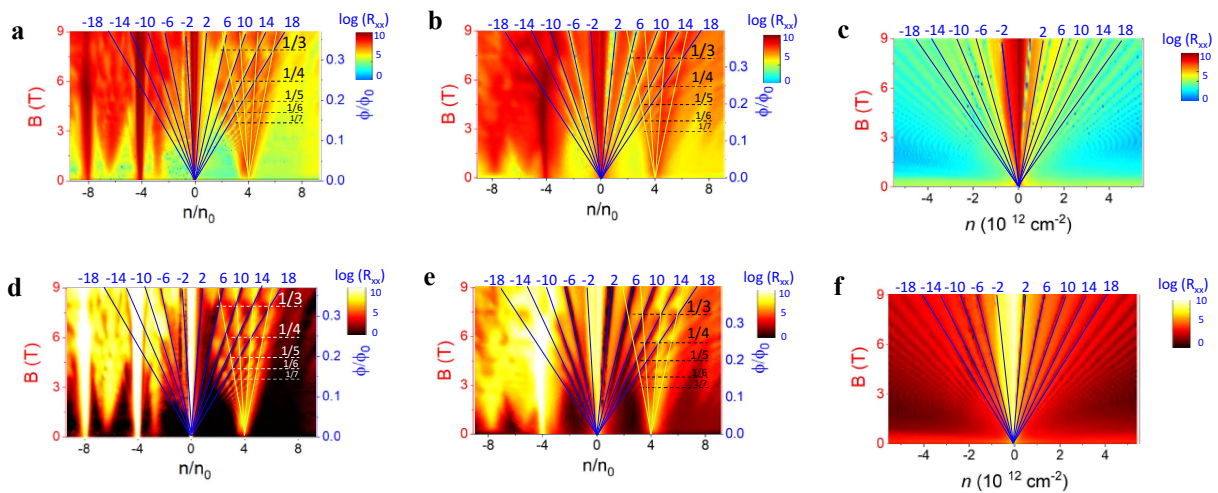 a
-18 -14 -10 -6 -2 2 6 10 14 18
log (Rxx)
10
5
0
9
6
3
0
B (T)
1/3
1/4
1/5
1/6
1/7
0.3
0.2
0.1
0.0
ϕ/ϕ0
-8 -4 0 4 8
n/n0
b
-18 -14 -10 -6 -2 2 6 10 14 18
log (Rxx)
10
5
0
9
6
3
0
B (T)
1/3
1/4
1/5
1/6
1/7
0.3
0.2
0.1
0.0
ϕ/ϕ0
-8 -4 0 4 8
n/n0
c
-18 -14 -10 -6 -2 2 6 10 14 18
log (Rxx)
10
5
0
9
6
3
0
B (T)
-4 -2 0 2 4
n (10 12 cm-2)
d
-18 -14 -10 -6 -2 2 6 10 14 18
log (Rxx)
10
5
0
9
6
3
0
B (T)
1/3
1/4
1/5
1/6
1/7
0.3
0.2
0.1
0.0
ϕ/ϕ0
-8 -4 0 4 8
n/n0
e
-18 -14 -10 -6 -2 2 6 10 14 18
log (Rxx)
10
5
0
9
6
3
0
B (T)
1/3
1/4
1/5
1/6
1/7
0.3
0.2
0.1
0.0
ϕ/ϕ0
-8 -4 0 4 8
n/n0
f
-18 -14 -10 -6 -2 2 6 10 14 18
log (Rxx)
10
5
0
9
6
3
0
B (T)
-4 -2 0 2 4
n (10 12 cm-2)